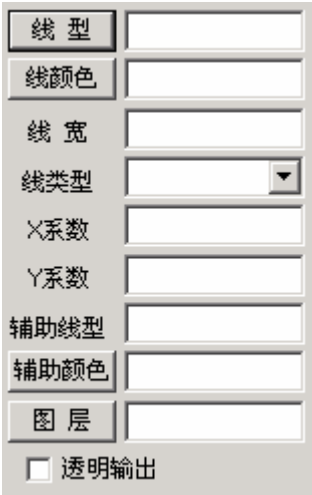 线 型
线颜色
线 宽
线类型
X系数
Y系数
辅助线型
辅助颜色
图 层
透明输出